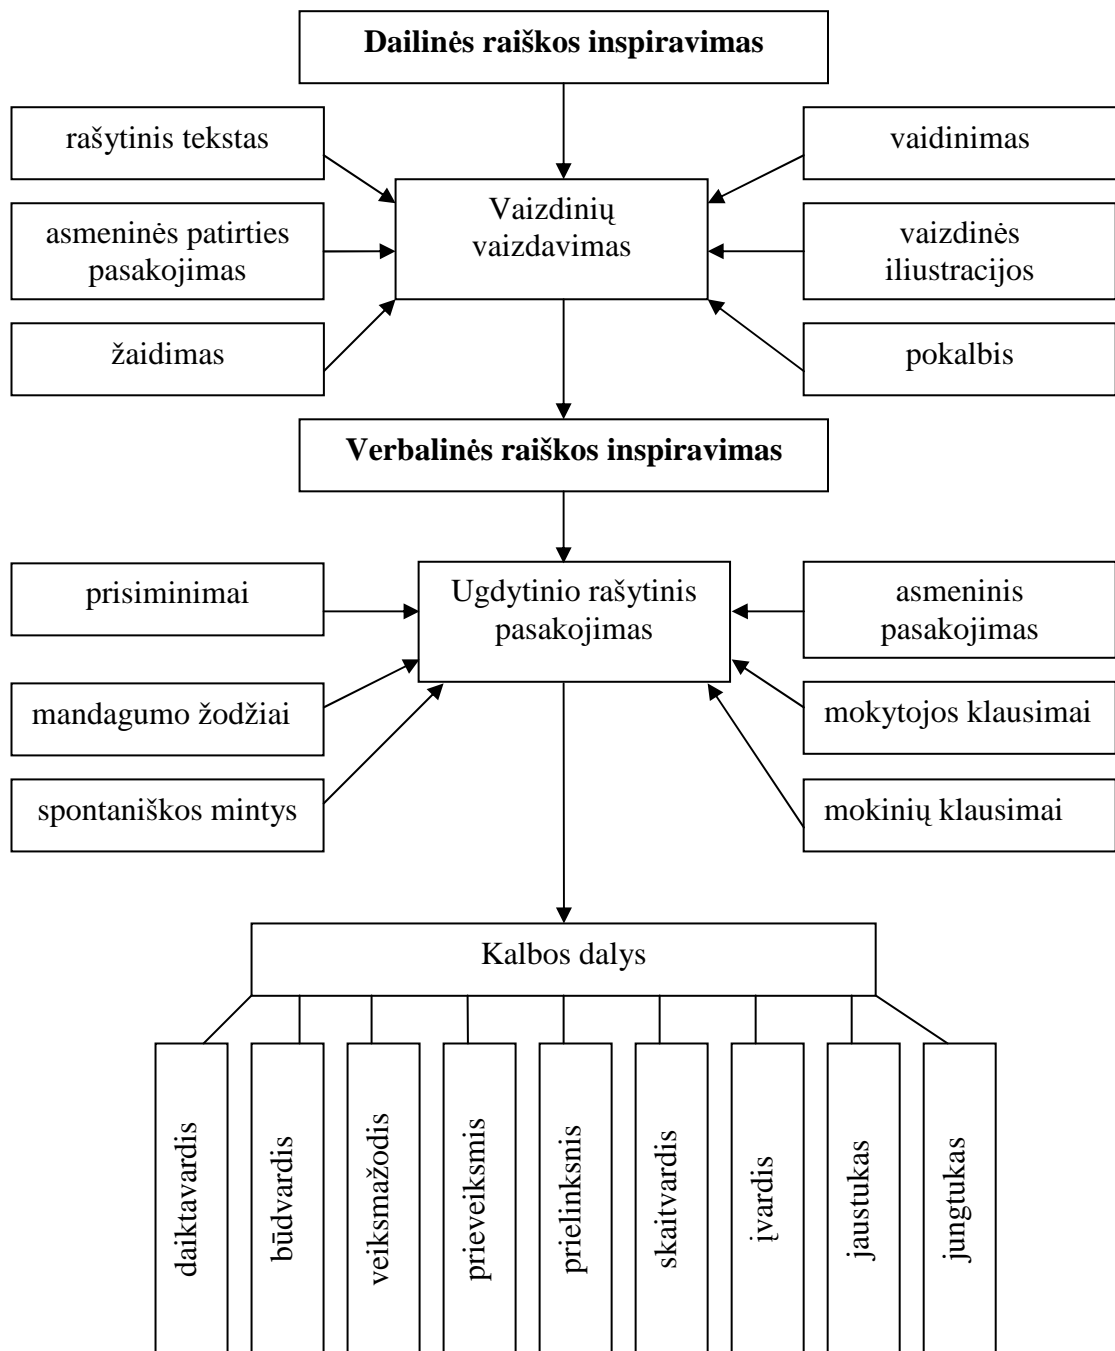 Dailinės raiškos inspiravimas
rašytinis tekstas
vaidinimas
Vaizdinių
vaizdavimas
asmeninės patirties
pasakojimas
vaizdinės
iliustracijos
žaidimas
pokalbis
Verbalinės raiškos inspiravimas
prisiminimai
Ugdytinio rašytinis
pasakojimas
asmeninis
pasakojimas
mandagumo žodžiai
mokytojos klausimai
spontaniškos mintys
mokinių klausimai
Kalbos dalys
daiktavardis
būdvardis
veiksmažodis
prieveiksmis
prielinksnis
skaitvardis
įvardis
jaustukas
jungtukas